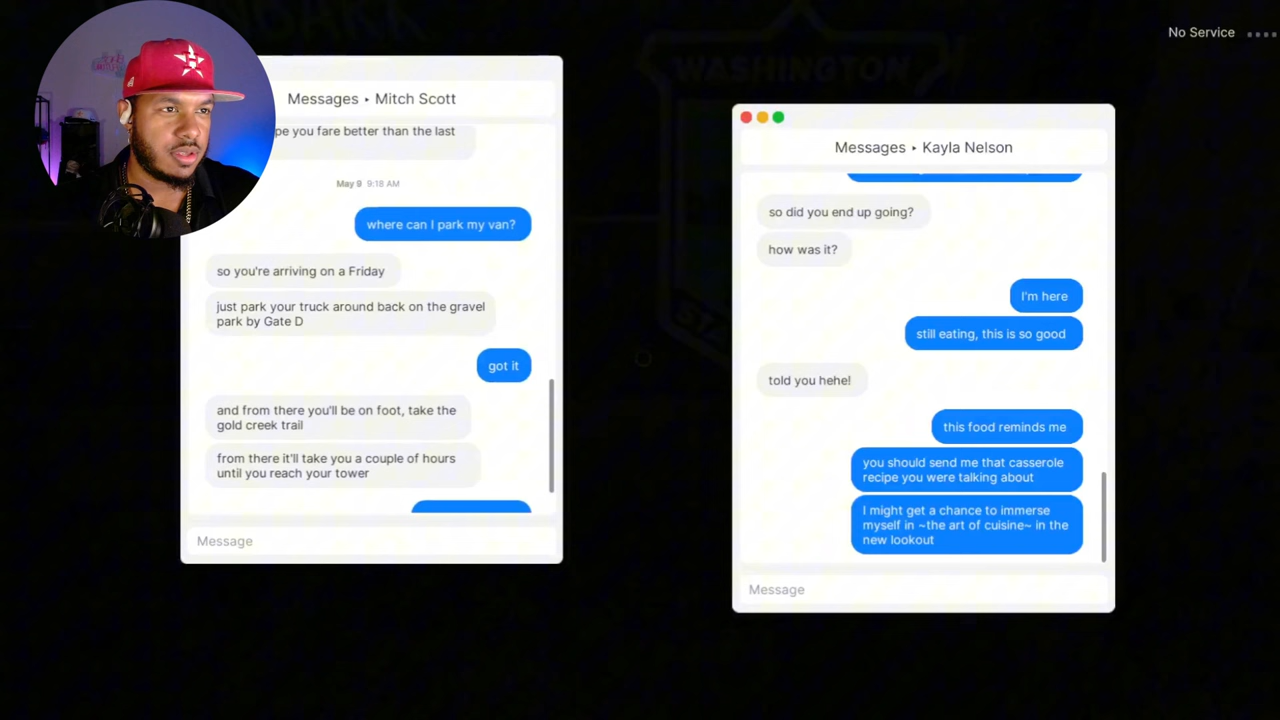 No Service
WASHINGTON
Messages ▸ Mitch Scott
pe you fare better than the last
May 9 9:18 AM
where can I park my van?
so you're arriving on a Friday
just park your truck around back on the gravel
park by Gate D
got it
and from there you'll be on foot, take the
gold creek trail
from there it'll take you a couple of hours
until you reach your tower
Message
Messages ▸ Kayla Nelson
so did you end up going?
how was it?
I'm here
still eating, this is so good
told you hehe!
this food reminds me
you should send me that casserole
recipe you were talking about
I might get a chance to immerse
myself in ~the art of cuisine~ in the
new lookout
Message